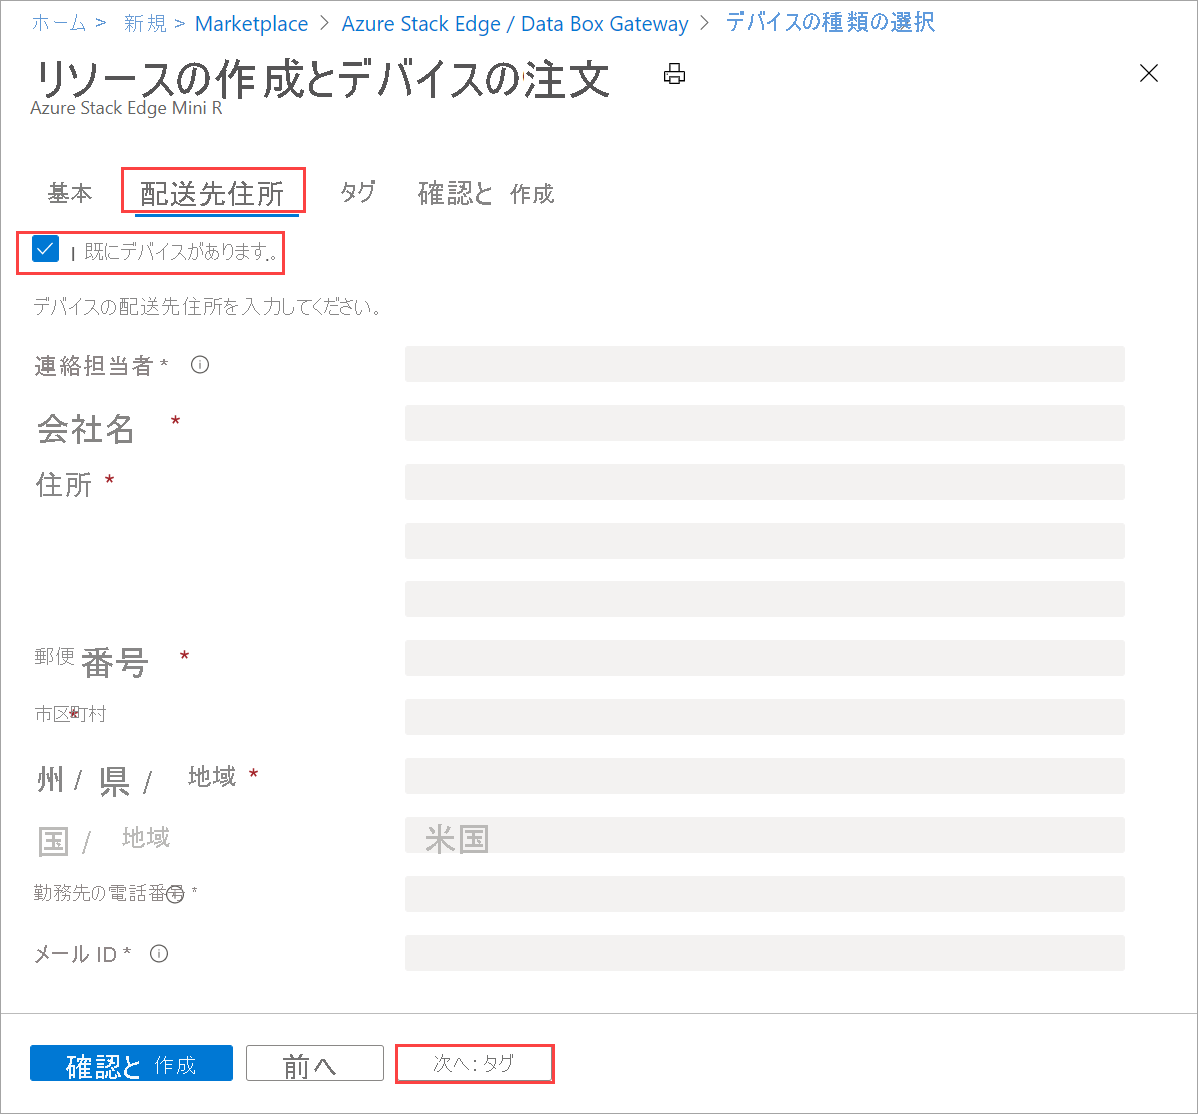 ホーム > 新規 > Marketplace > Azure Stack Edge / Data Box Gateway > デバイスの種類の選択
リソースの作成とデバイスの注文
Azure Stack Edge Mini R
基本 配送先住所 タグ 確認と 作成
I 既にデバイスがあります。
デバイスの配送先住所を入力してください。
連絡担当者 *
会社名 *
住所 *
郵便 番号 *
市区町村 *
州 / 県 / 地域 *
国 / 地域 米国
勤務先の電話番号 *
メール ID *
確認と 作成 前へ 次へ: タグ